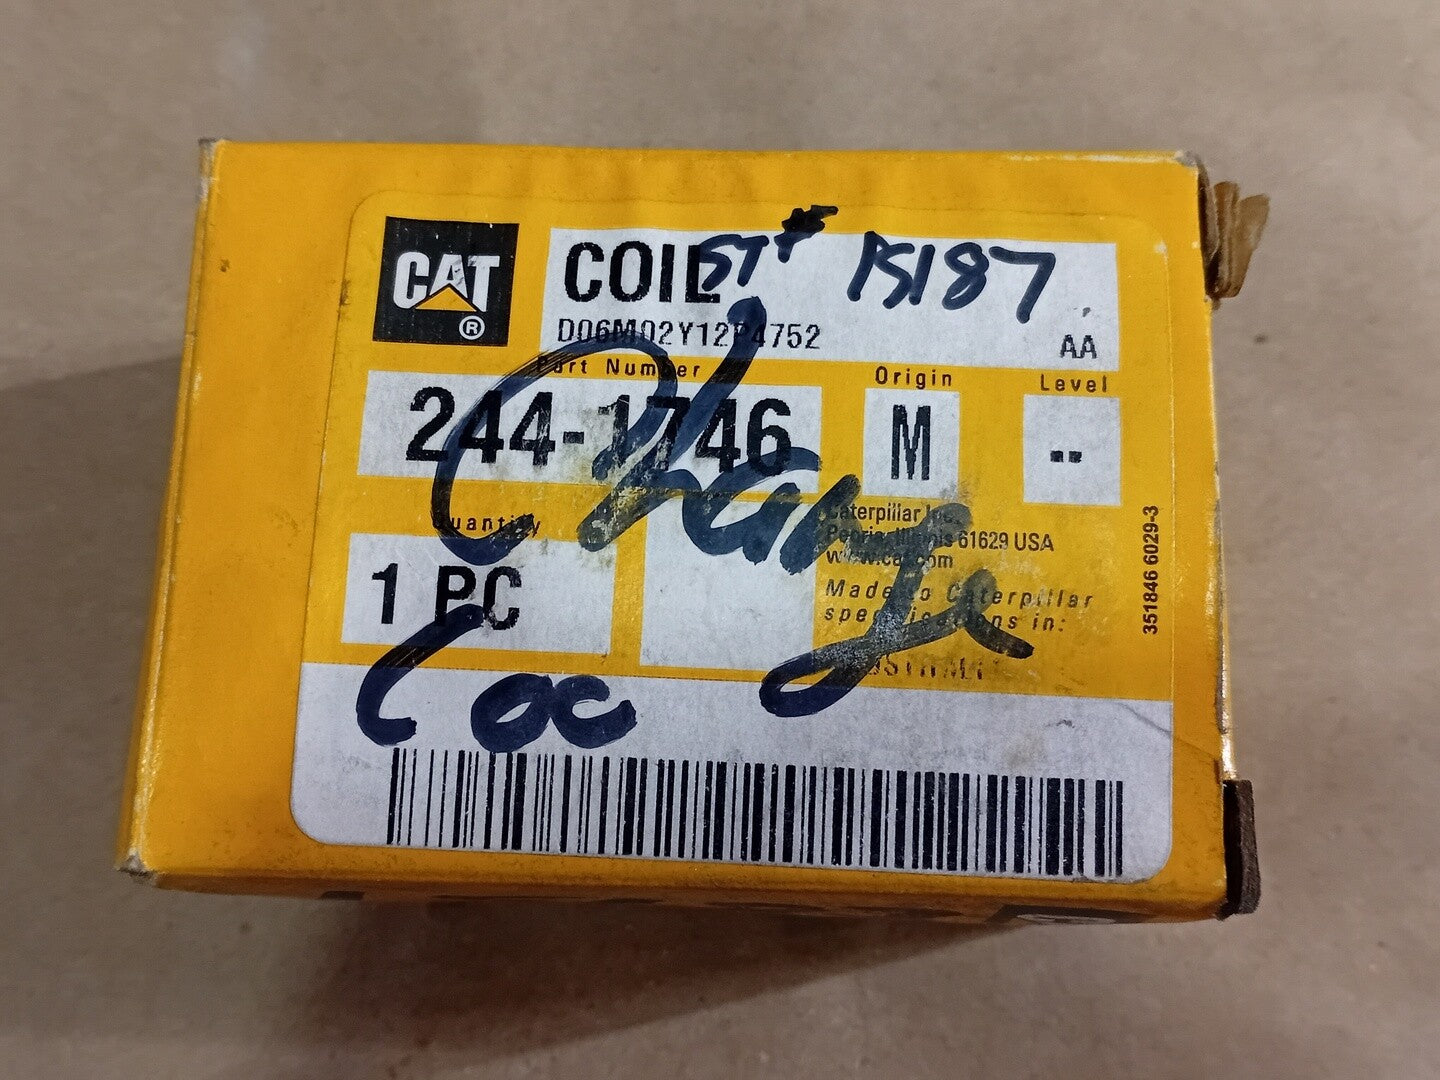 CAT®
COIL ST# 15187
D06M02Y12P4752 AA
Part Number Origin Level
244-1746 M --
Change
Quantity
1 PC
Loc
Caterpillar Inc.
Peoria Illinois 61629 USA
www.cat.com
Made to Caterpillar
specifications in:
351846 6029-3